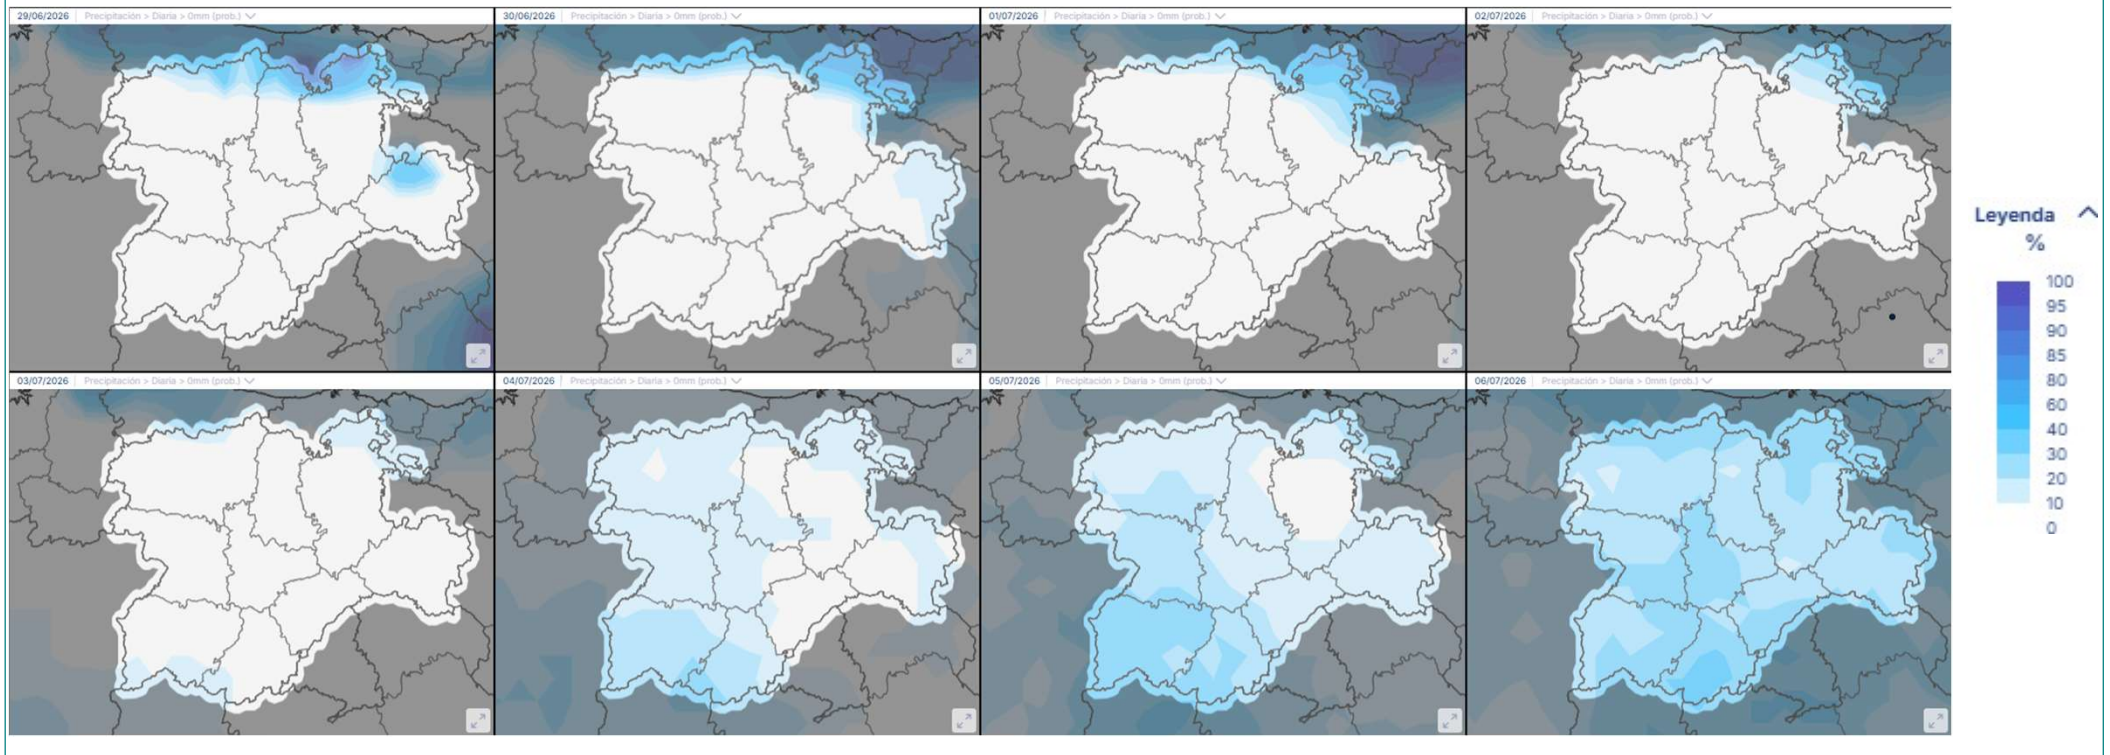 29/06/2026 Precipitación > Diaria > 0mm (prob.)
30/06/2026 Precipitación > Diaria > 0mm (prob.)
01/07/2026 Precipitación > Diaria > 0mm (prob.)
02/07/2026 Precipitación > Diaria > 0mm (prob.)
03/07/2026 Precipitación > Diaria > 0mm (prob.)
04/07/2026 Precipitación > Diaria > 0mm (prob.)
05/07/2026 Precipitación > Diaria > 0mm (prob.)
06/07/2026 Precipitación > Diaria > 0mm (prob.)
Leyenda
%
100
95
90
85
80
60
40
30
20
10
0